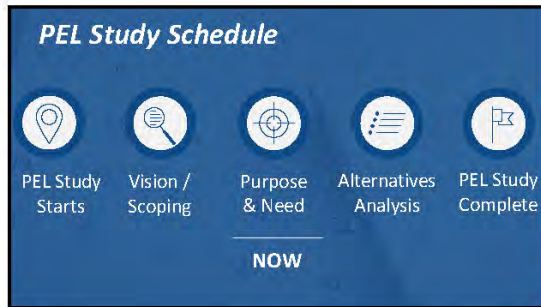 PEL Study Schedule
PEL Study
Starts
Vision /
Scoping
Purpose
& Need
Alternatives
Analysis
PEL Study
Complete
NOW